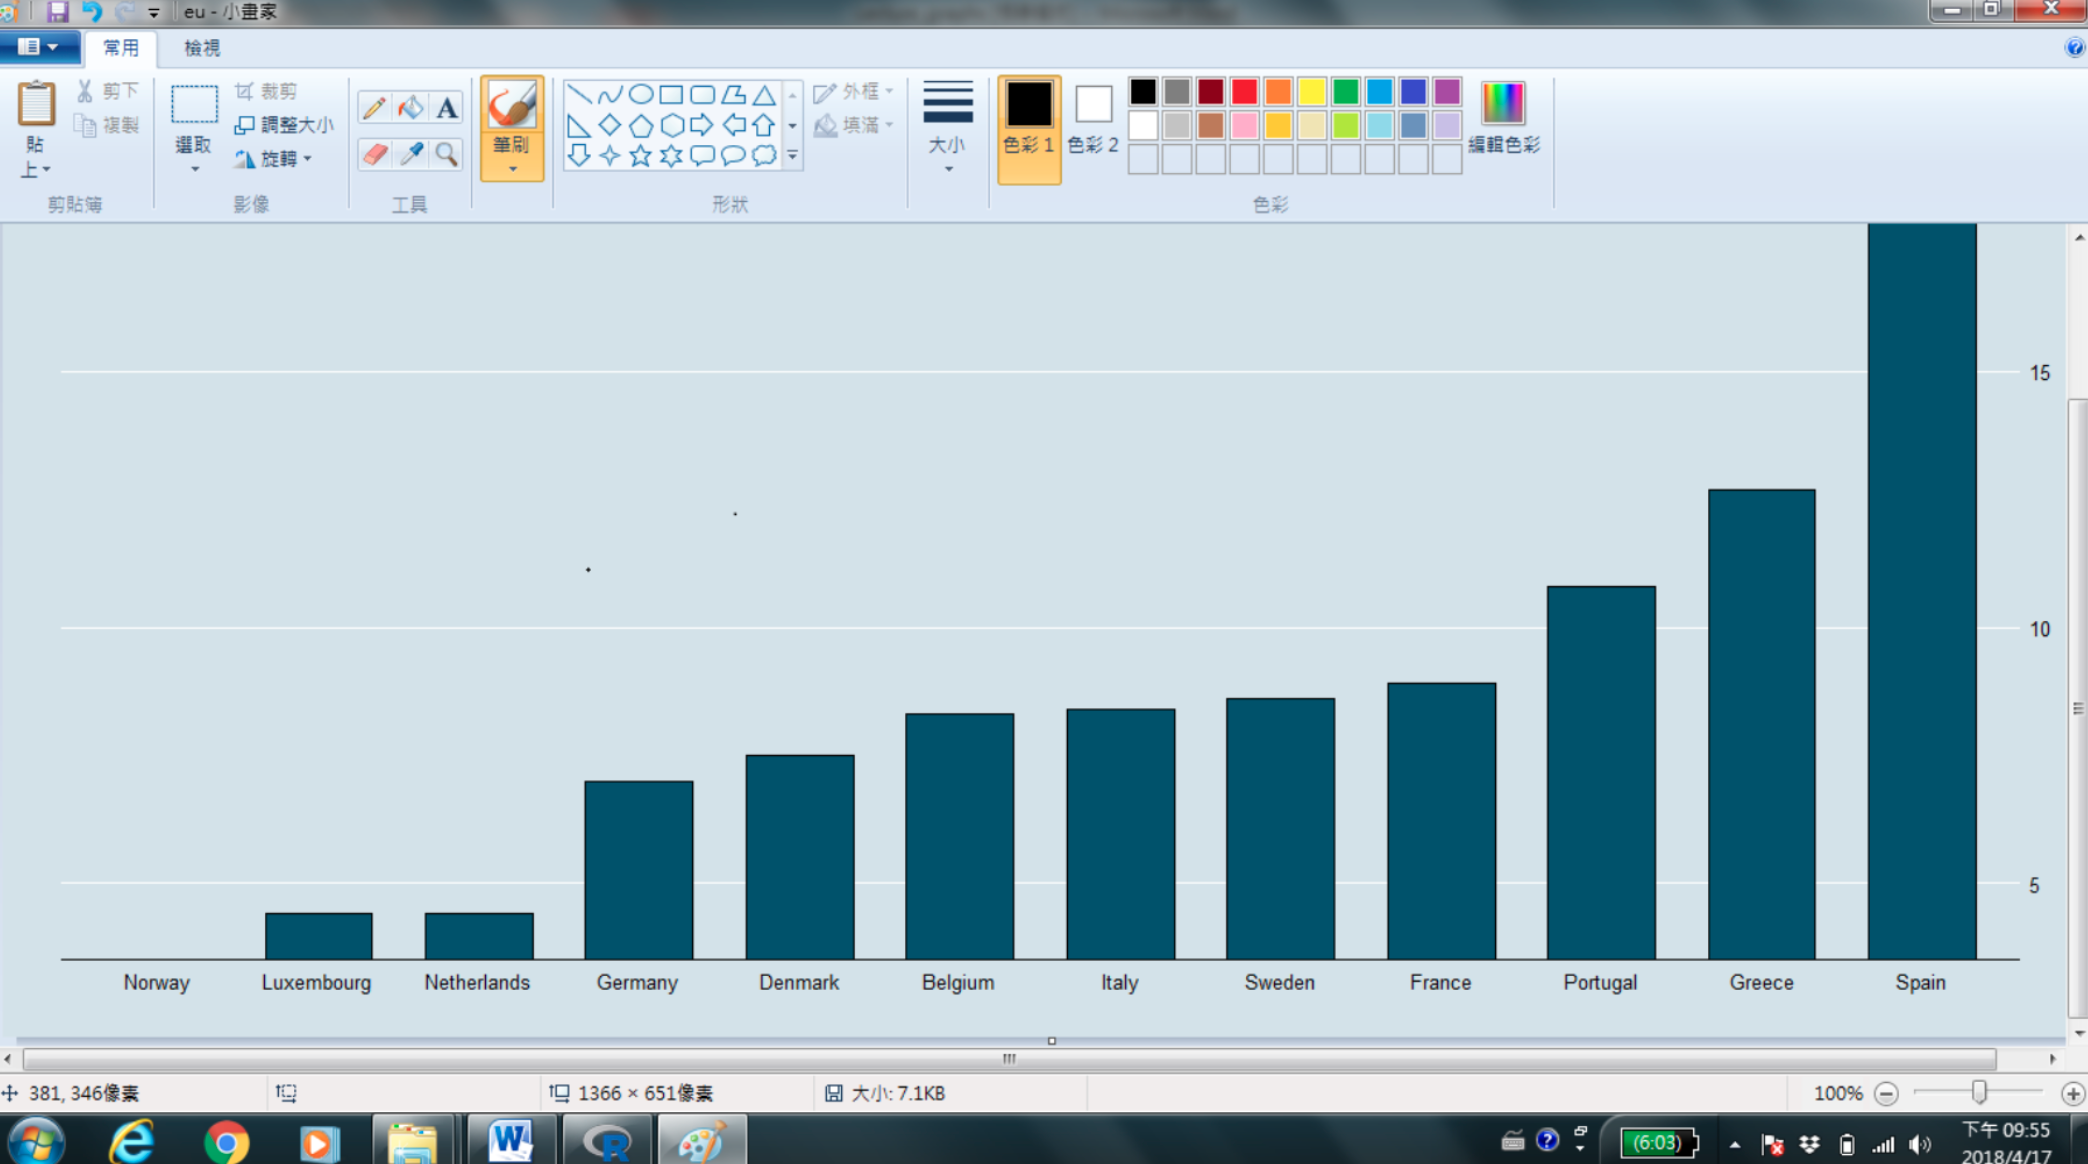 eu - 小畫家
常用
檢視
貼上
剪下
複製
剪貼簿
選取
裁剪
調整大小
旋轉
影像
A
工具
筆刷
外框
填滿
形狀
大小
色彩 1
色彩 2
編輯色彩
色彩
15
10
5
Norway Luxembourg Netherlands Germany Denmark Belgium Italy Sweden France Portugal Greece Spain
381, 346像素
1366 × 651像素
大小: 7.1KB
100%
(6:03)
下午 09:55
2018/4/17